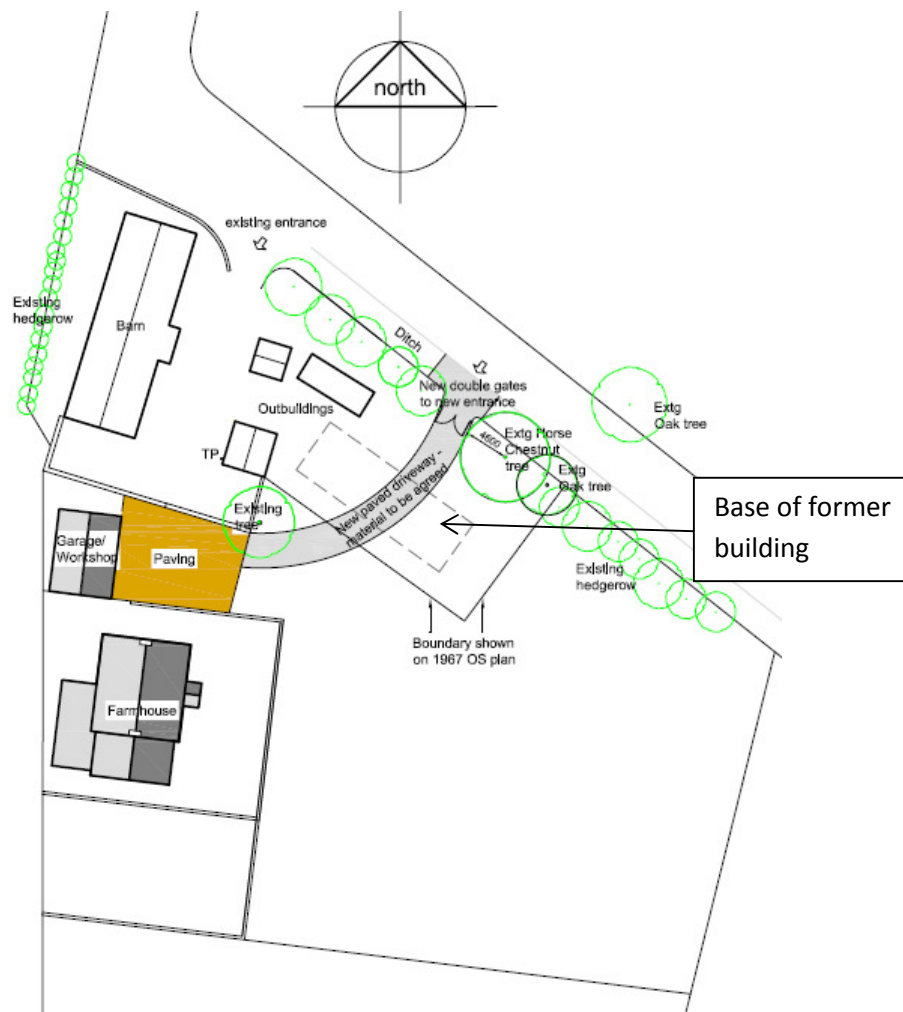 north
existing entrance
Existing
hedgerow
Barn
Ditch
New double gates
to new entrance
Outbuildings
Extg
Oak tree
4500
Extg Horse
Chestnut
tree
Extg
Oak tree
TP
Existing
tree
New paved driveway -
material to be agreed
Base of former
building
Garage/
Workshop
Paving
Existing
hedgerow
Boundary shown
on 1967 OS plan
Farmhouse